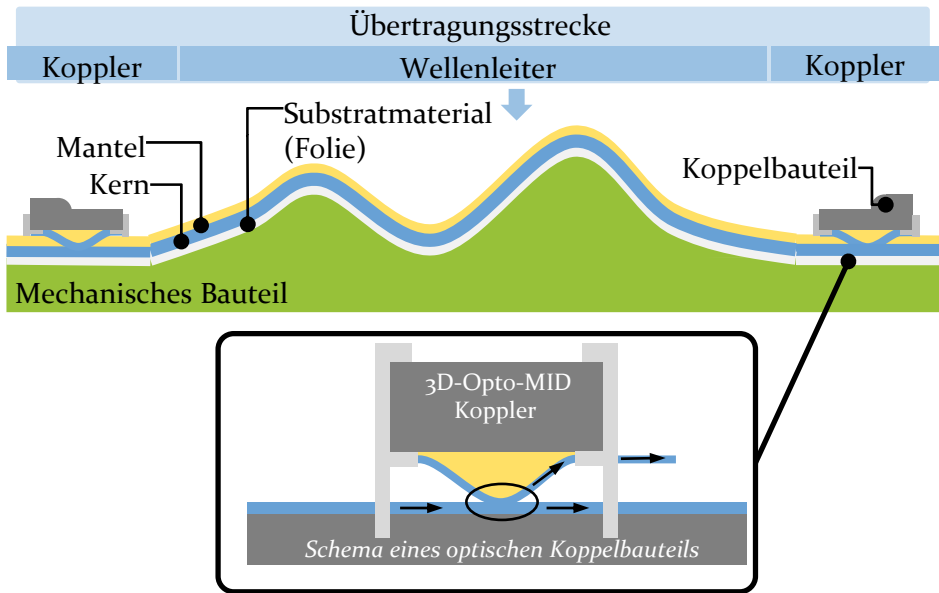 Übertragungsstrecke
Koppler
Wellenleiter
Koppler
Substratmaterial
(Folie)
Mantel
Kern
Koppelbauteil
Mechanisches Bauteil
3D-Opto-MID
Koppler
Schema eines optischen Koppelbauteils